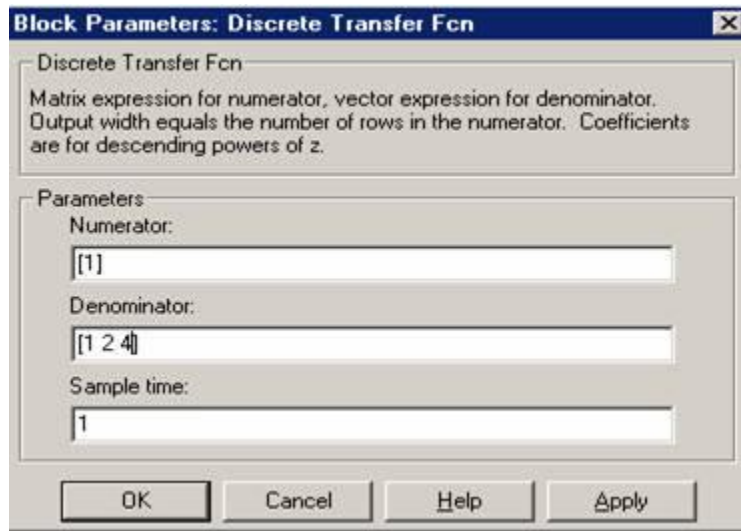 Block Parameters: Discrete Transfer Fcn
Discrete Transfer Fcn
Matrix expression for numerator, vector expression for denominator.
Output width equals the number of rows in the numerator. Coefficients
are for descending powers of z.
Parameters
Numerator:
[1]
Denominator:
[1 2 4]
Sample time:
1
OK Cancel Help Apply